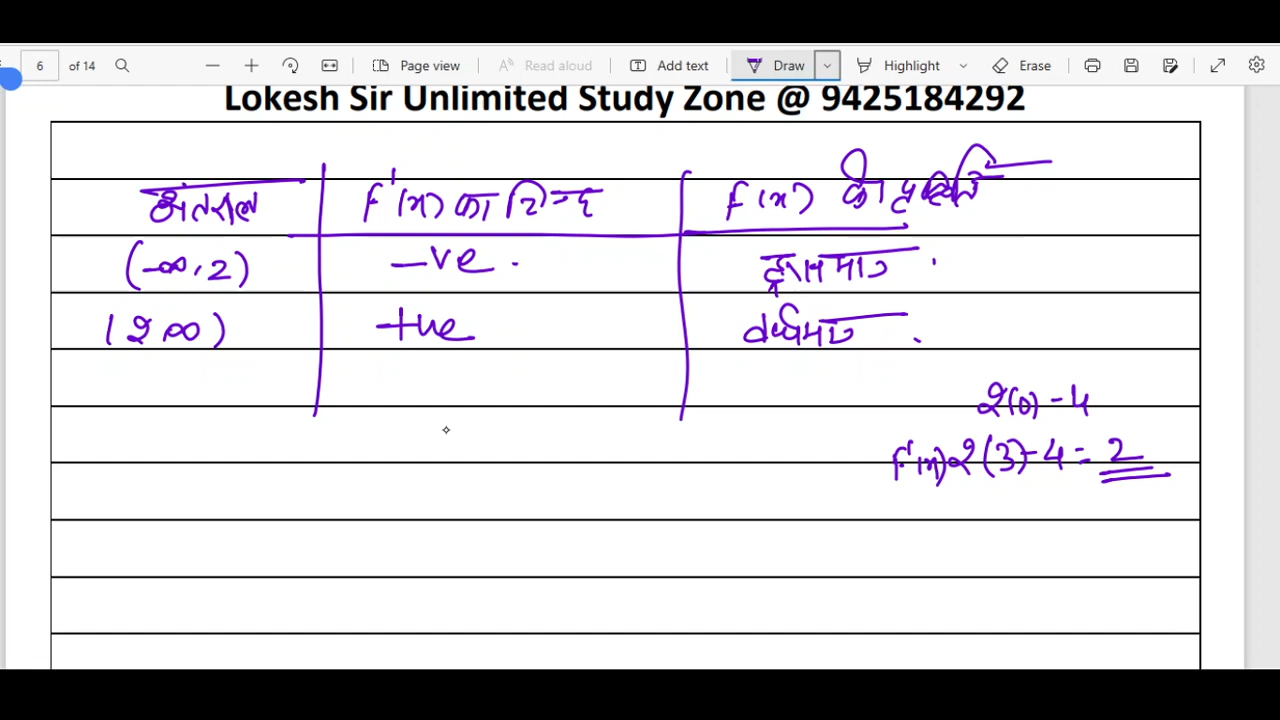 6 of 14 Page view Read aloud Add text Draw Highlight Erase
Lokesh Sir Unlimited Study Zone @ 9425184292
अंतराल f'(x) का चिन्ह f(x) की प्रकृति
(-∞, 2) -ve ह्रासमान
(2 ∞) +ve वर्धमान
2(0) - 4
f'(x) 2(3) - 4 = 2